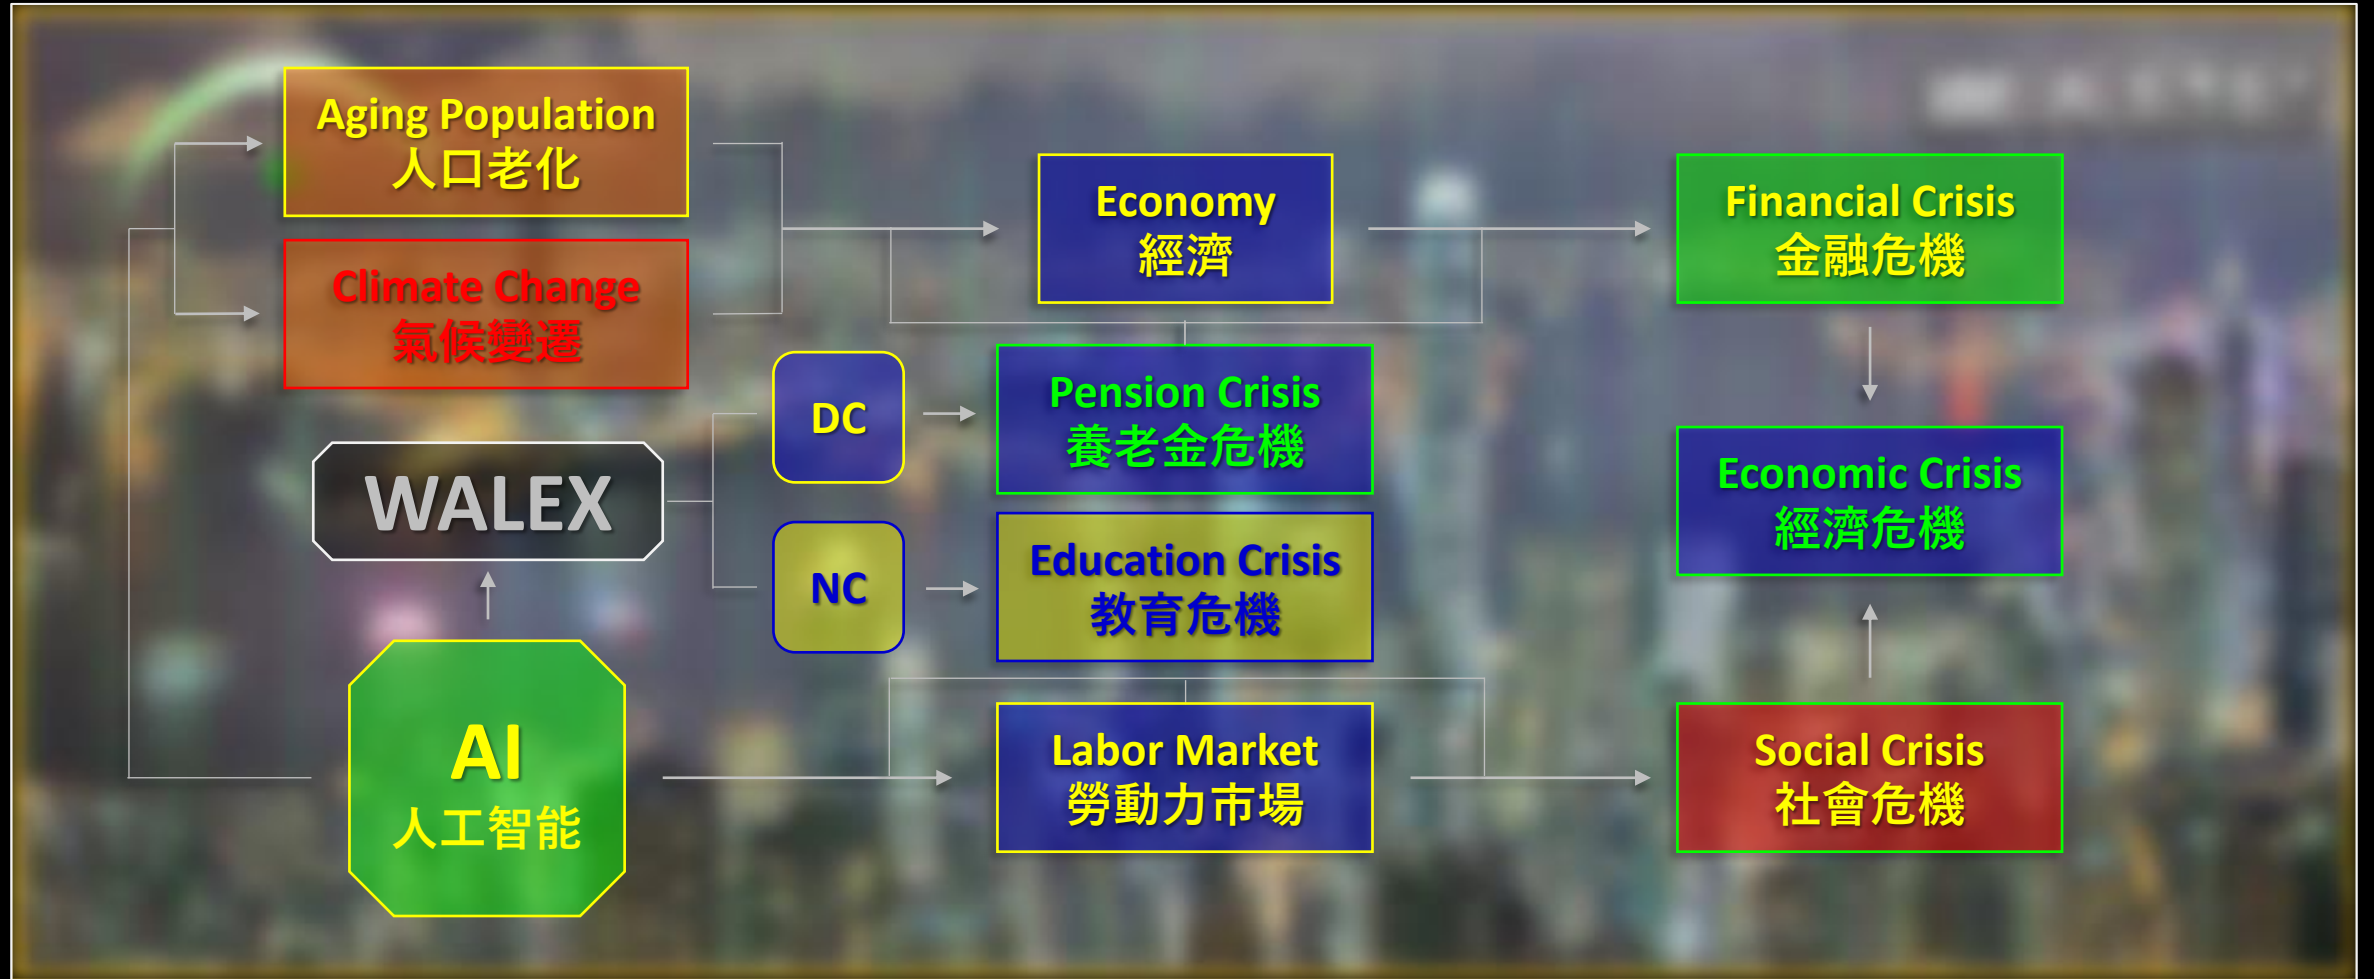 Aging Population
人口老化
Climate Change
氣候變遷
WALEX
AI
人工智能
DC
NC
Economy
經濟
Pension Crisis
養老金危機
Education Crisis
教育危機
Labor Market
勞動力市場
Financial Crisis
金融危機
Economic Crisis
經濟危機
Social Crisis
社會危機